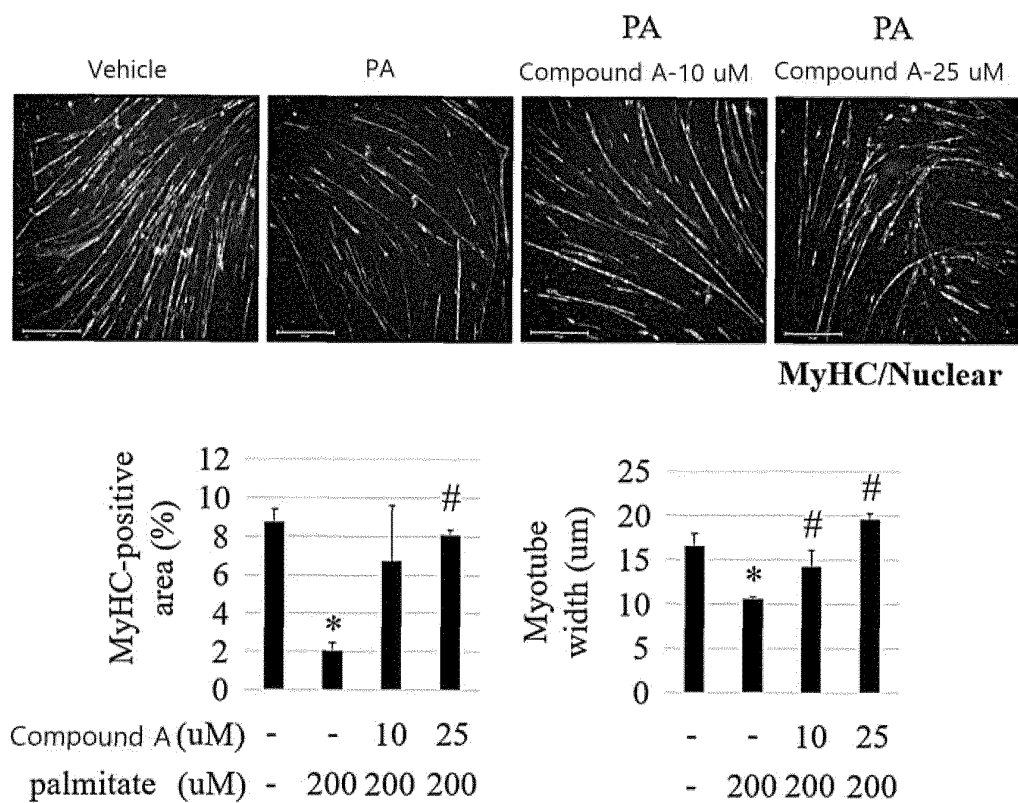 PA PA
Vehicle PA Compound A-10 uM Compound A-25 uM
MyHC/Nuclear
MyHC-positive
area (%)
12
10
8
6
4
2
0
*
#
Myotube
width (um)
25
20
15
10
5
0
*
#
#
Compound A (uM) - - 10 25 - - 10 25
palmitate (uM) - 200 200 200 - 200 200 200